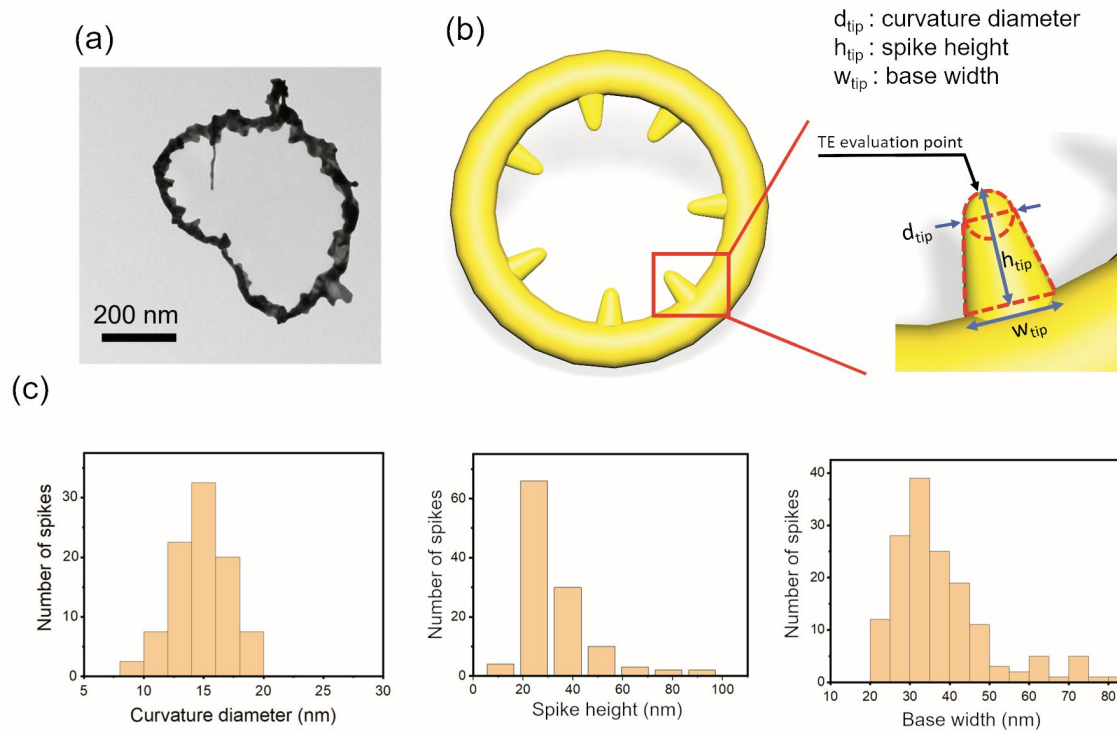 (a)
200 nm
(b)
d_tip : curvature diameter
h_tip : spike height
w_tip : base width
TE evaluation point
d_tip
h_tip
w_tip
(c)
Number of spikes
30
20
10
0
5 10 15 20 25 30
Curvature diameter (nm)
Number of spikes
60
40
20
0
0 20 40 60 80 100
Spike height (nm)
Number of spikes
40
30
20
10
0
10 20 30 40 50 60 70 80
Base width (nm)